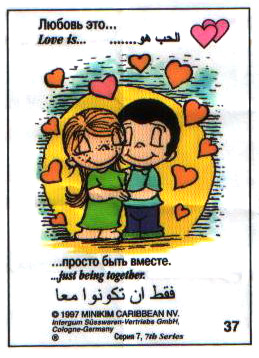 Любовь это...
Love is... الحب هو.......
...просто быть вместе.
...just being together.
فقط ان تكونوا معا
© 1997 MINIKIM CARIBBEAN NV.
Intergum Süsswaren-Vertriebs GmbH,
Cologne-Germany
37
® Серия 7, 7th Series